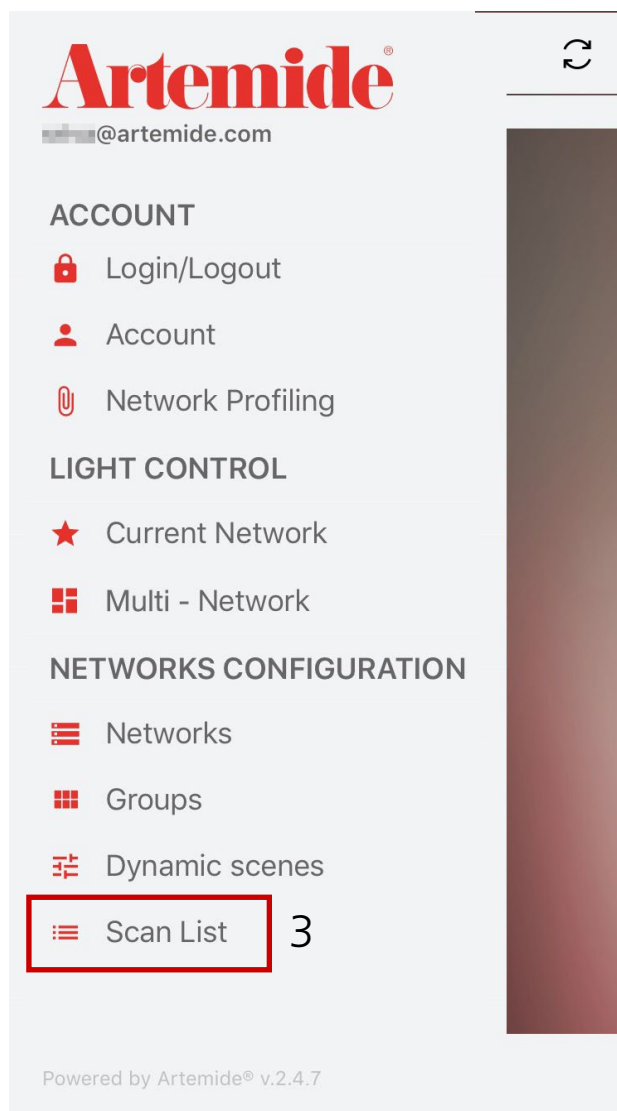 Artemide®
@artemide.com
ACCOUNT
Login/Logout
Account
Network Profiling
LIGHT CONTROL
Current Network
Multi - Network
NETWORKS CONFIGURATION
Networks
Groups
Dynamic scenes
Scan List 3
Powered by Artemide® v.2.4.7